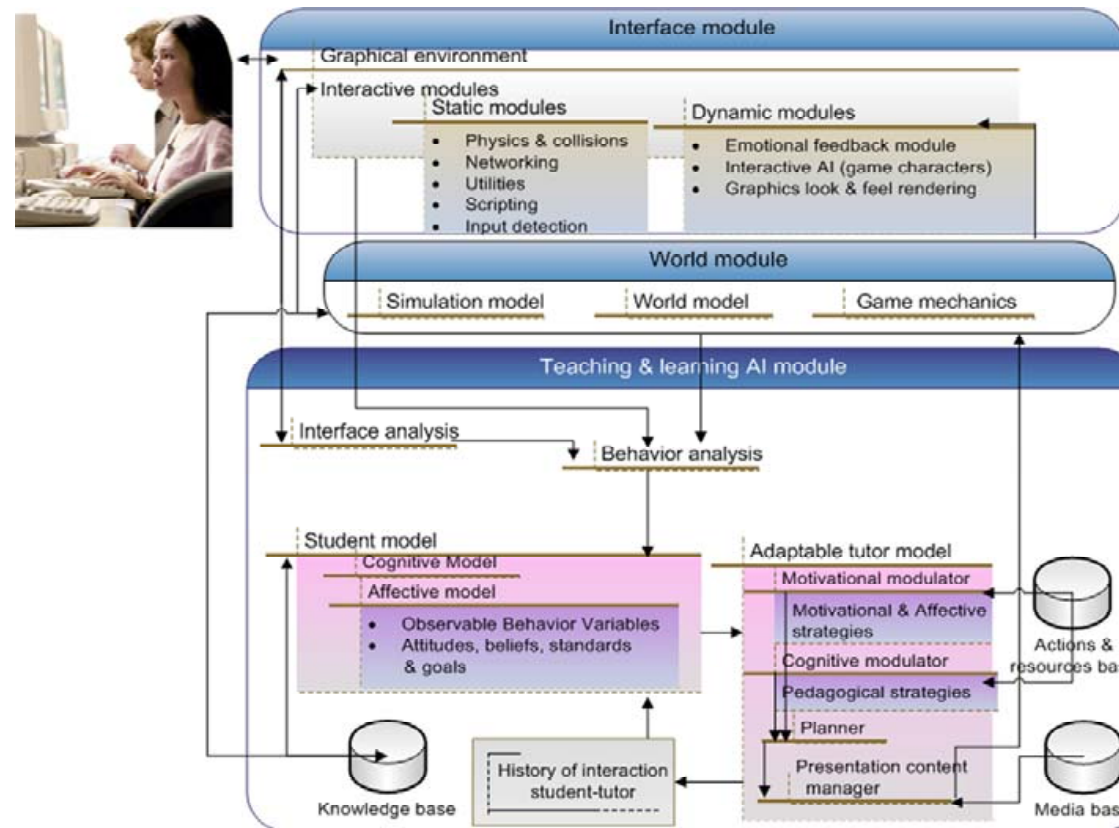 Interface module
Graphical environment
Interactive modules
Static modules
• Physics & collisions
• Networking
• Utilities
• Scripting
• Input detection
Dynamic modules
• Emotional feedback module
• Interactive AI (game characters)
• Graphics look & feel rendering
World module
Simulation model
World model
Game mechanics
Teaching & learning AI module
Interface analysis
Behavior analysis
Student model
Cognitive Model
Affective model
• Observable Behavior Variables
• Attitudes, beliefs, standards
& goals
Adaptable tutor model
Motivational modulator
Motivational & Affective
strategies
Cognitive modulator
Pedagogical strategies
Planner
Presentation content
manager
Actions &
resources ba
History of interaction
student-tutor
Knowledge base
Media bas